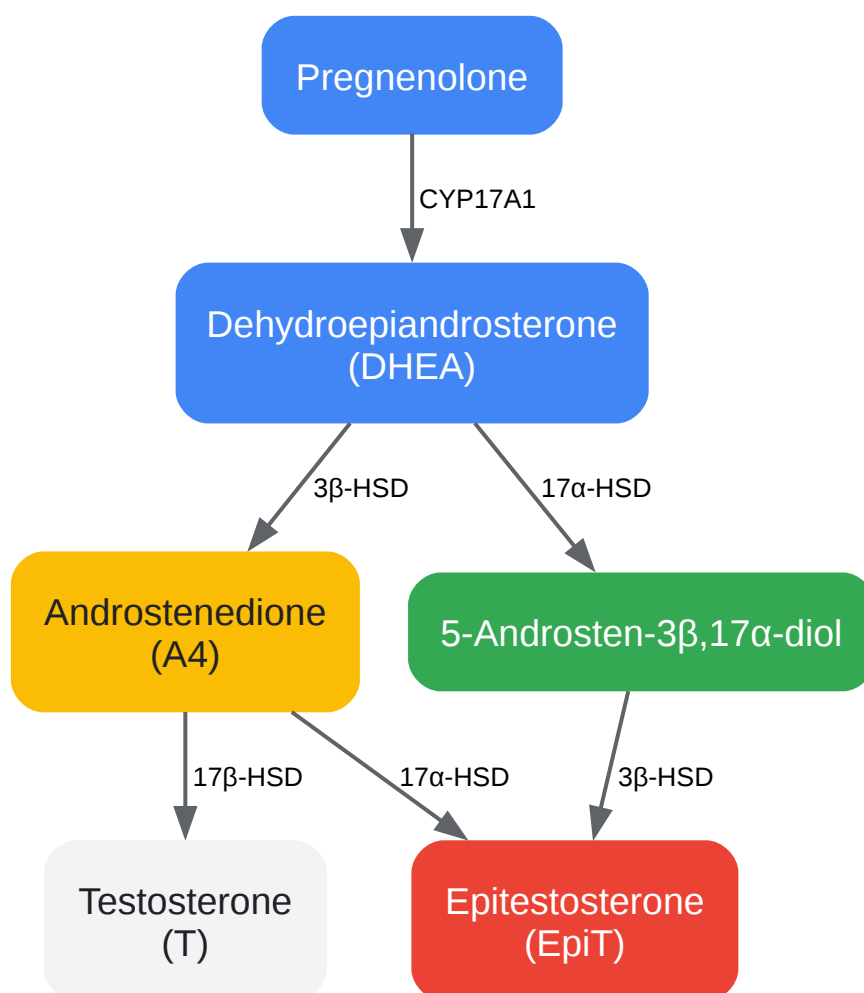 Pregnenolone
CYP17A1
Dehydroepiandrosterone
(DHEA)
3β-HSD
17α-HSD
Androstenedione
(A4)
5-Androsten-3β,17α-diol
17β-HSD
17α-HSD
3β-HSD
Testosterone
(T)
Epitestosterone
(EpiT)